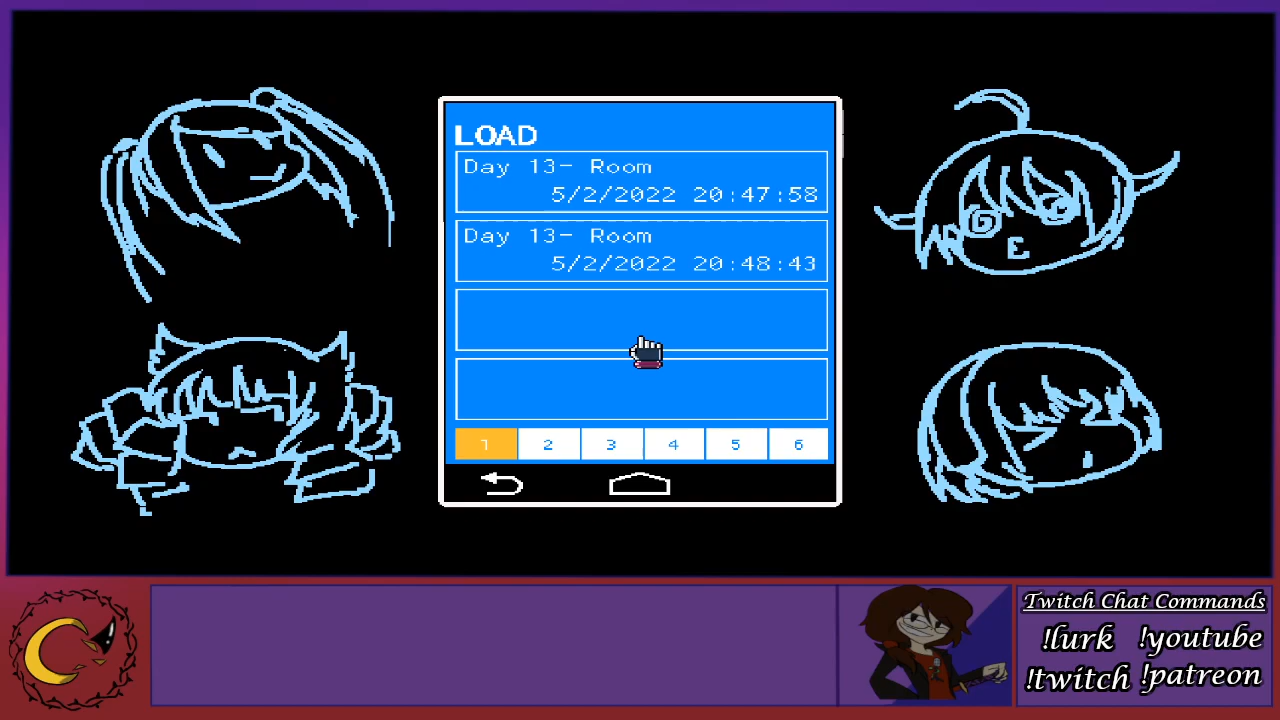 LOAD
Day 13- Room
5/2/2022 20:47:58
Day 13- Room
5/2/2022 20:48:43
1 2 3 4 5 6
Twitch Chat Commands
!lurk !youtube
!twitch !patreon